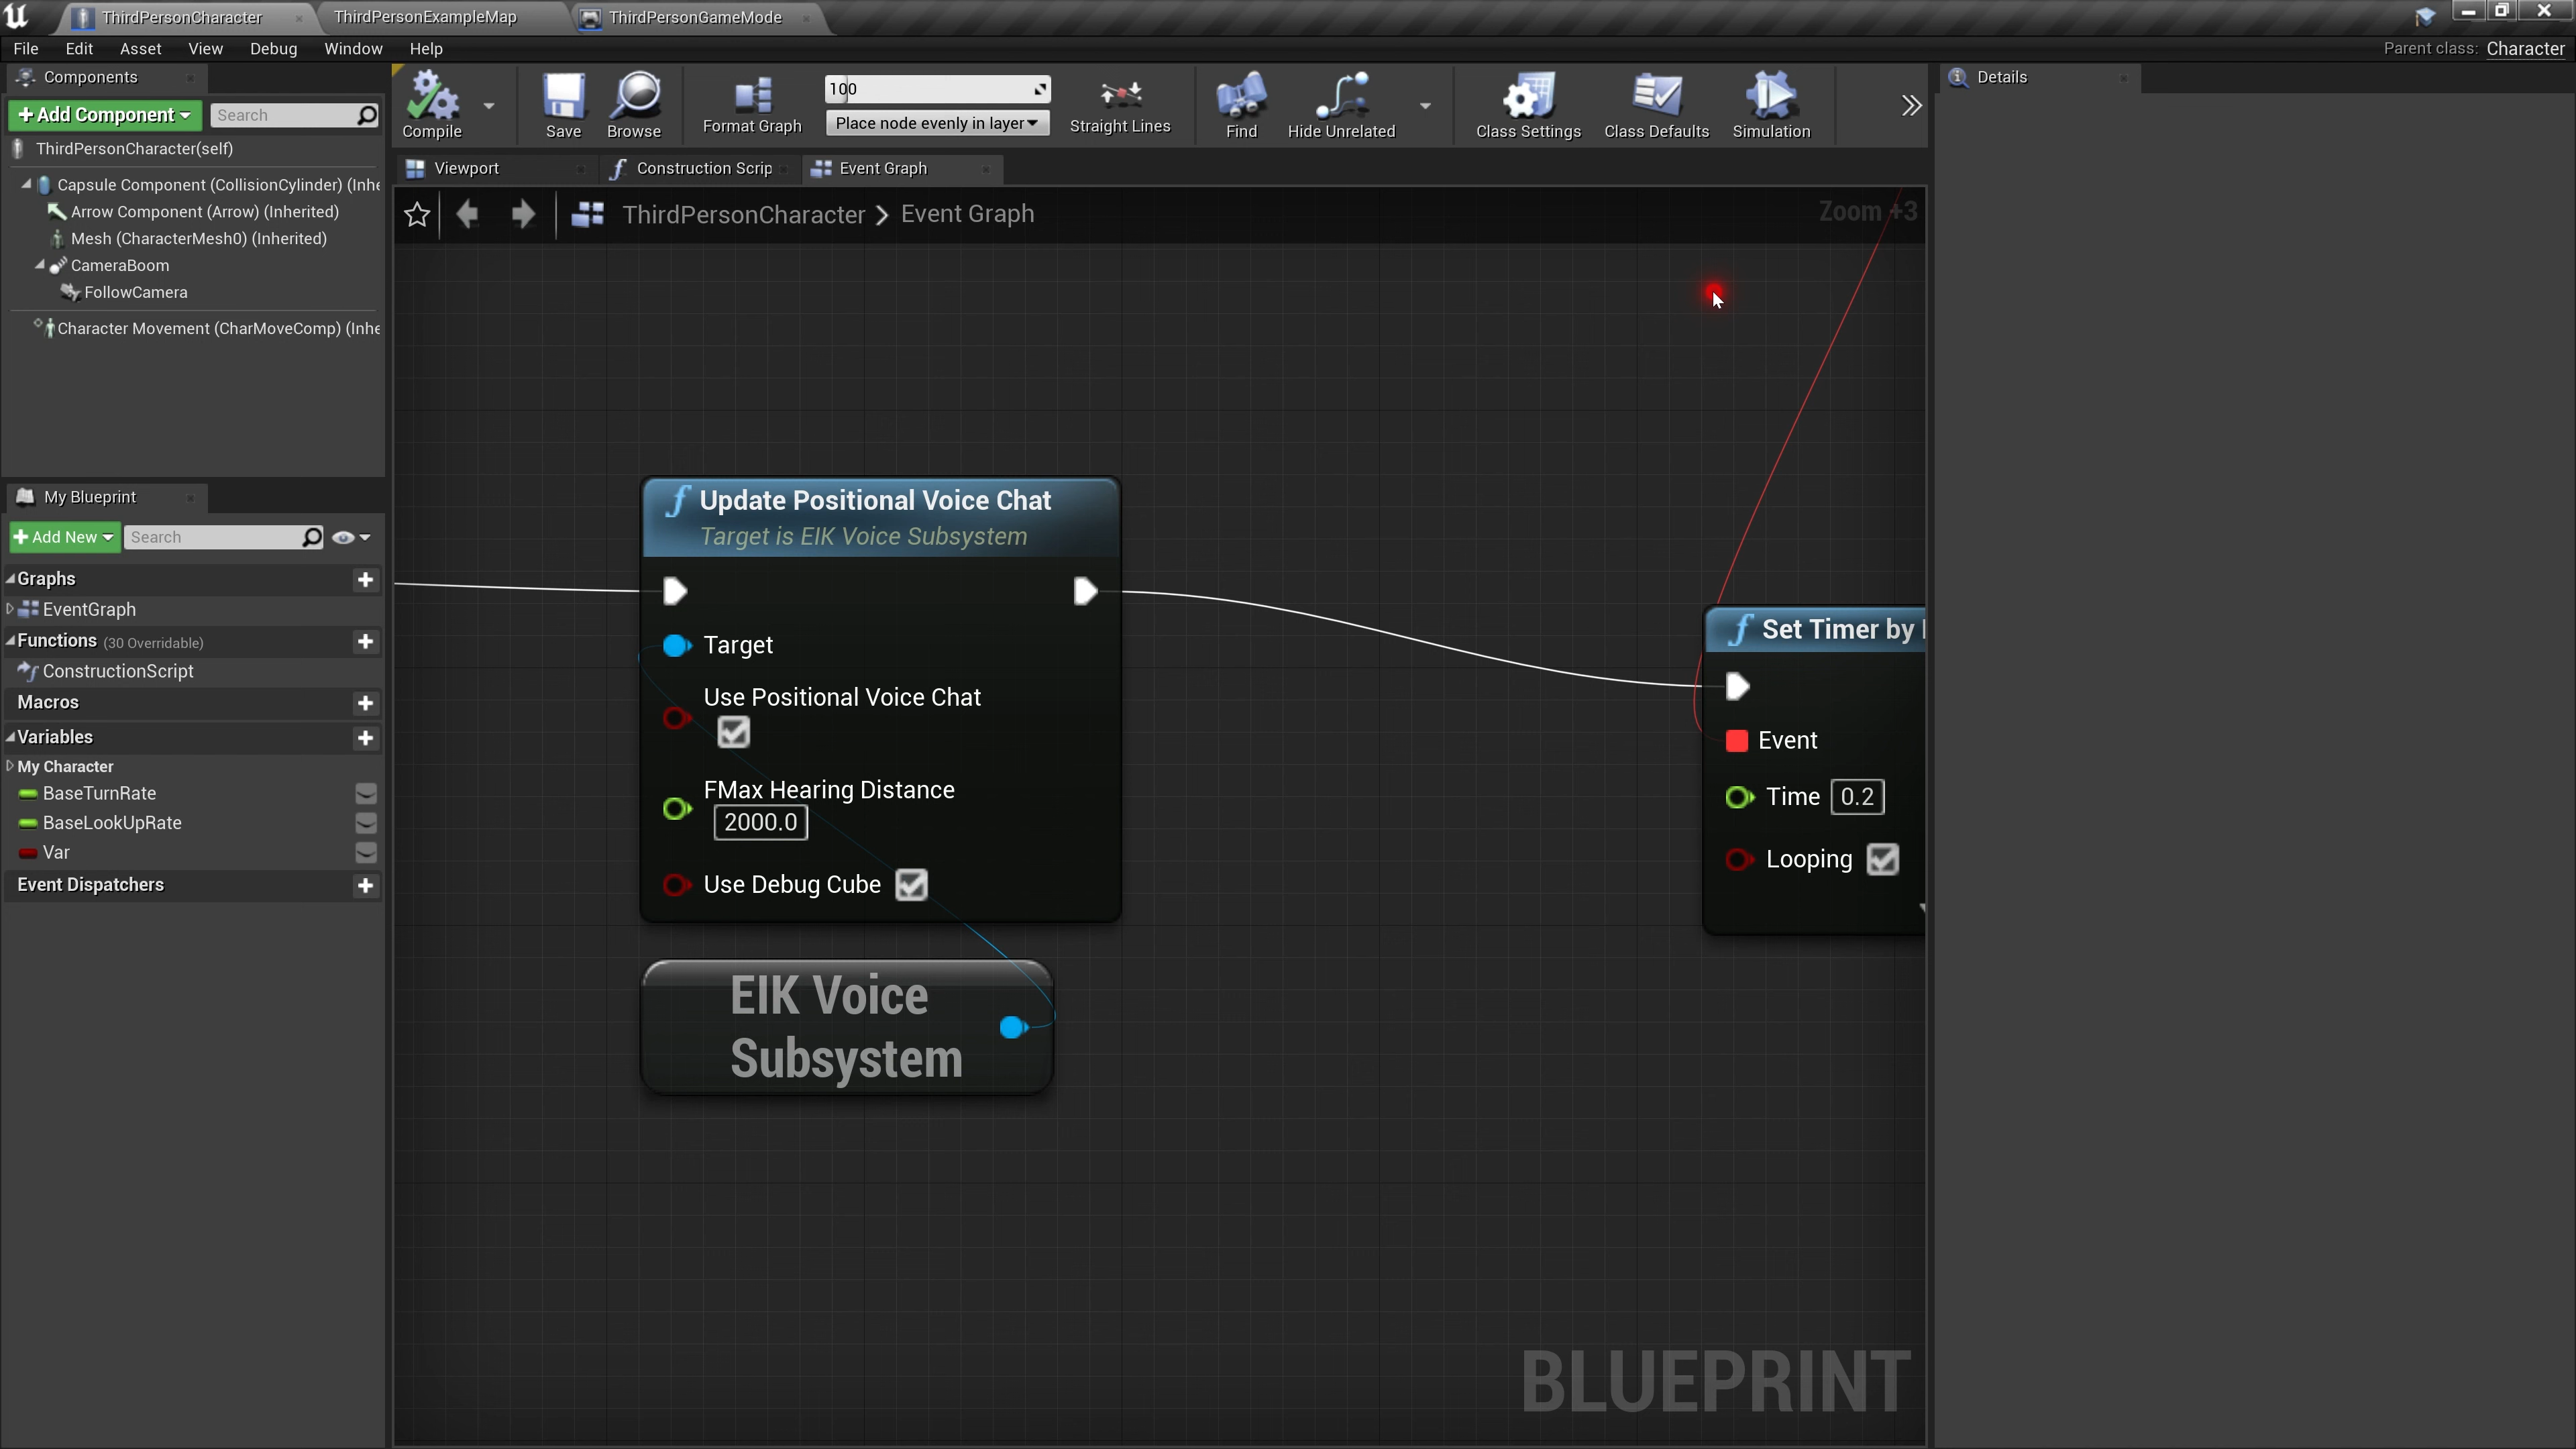 ThirdPersonCharacter
ThirdPersonExampleMap
ThirdPersonGameMode
File Edit Asset View Debug Window Help
Parent class: Character
Components
+Add Component
Search
ThirdPersonCharacter(self)
Capsule Component (CollisionCylinder) (Inhe
Arrow Component (Arrow) (Inherited)
Mesh (CharacterMesh0) (Inherited)
CameraBoom
FollowCamera
Character Movement (CharMoveComp) (Inhe
My Blueprint
+Add New
Search
Graphs
EventGraph
Functions (30 Overridable)
ConstructionScript
Macros
Variables
My Character
BaseTurnRate
BaseLookUpRate
Var
Event Dispatchers
Compile
Save
Browse
Format Graph
100
Place node evenly in layer
Straight Lines
Find
Hide Unrelated
Class Settings
Class Defaults
Simulation
Viewport
Construction Scrip
Event Graph
ThirdPersonCharacter > Event Graph
Zoom +3
Update Positional Voice Chat
Target is EIK Voice Subsystem
Target
Use Positional Voice Chat
FMax Hearing Distance
2000.0
Use Debug Cube
EIK Voice
Subsystem
Set Timer by
Event
Time 0.2
Looping
BLUEPRINT
Details